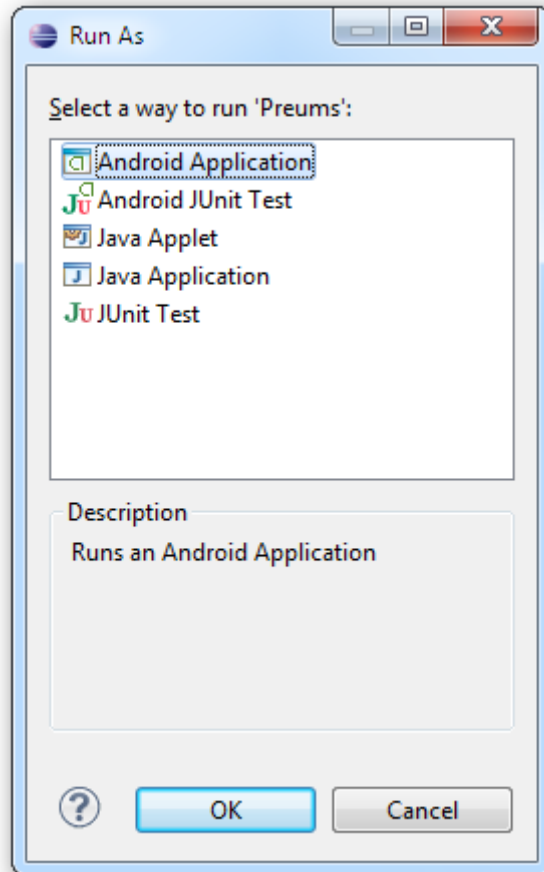 Run As
Select a way to run 'Preums':
Android Application
Android JUnit Test
Java Applet
Java Application
JUnit Test
Description
Runs an Android Application
OK
Cancel